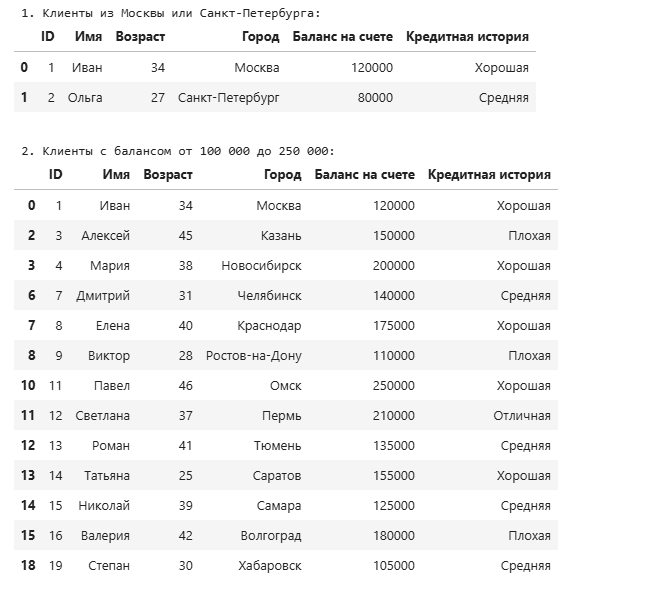 1. Клиенты из Москвы или Санкт-Петербурга:
ID Имя Возраст Город Баланс на счете Кредитная история
0 1 Иван 34 Москва 120000 Хорошая
1 2 Ольга 27 Санкт-Петербург 80000 Средняя
2. Клиенты с балансом от 100 000 до 250 000:
ID Имя Возраст Город Баланс на счете Кредитная история
0 1 Иван 34 Москва 120000 Хорошая
2 3 Алексей 45 Казань 150000 Плохая
3 4 Мария 38 Новосибирск 200000 Хорошая
6 7 Дмитрий 31 Челябинск 140000 Средняя
7 8 Елена 40 Краснодар 175000 Хорошая
8 9 Виктор 28 Ростов-на-Дону 110000 Плохая
10 11 Павел 46 Омск 250000 Хорошая
11 12 Светлана 37 Пермь 210000 Отличная
12 13 Роман 41 Тюмень 135000 Средняя
13 14 Татьяна 25 Саратов 155000 Хорошая
14 15 Николай 39 Самара 125000 Средняя
15 16 Валерия 42 Волгоград 180000 Плохая
18 19 Степан 30 Хабаровск 105000 Средняя